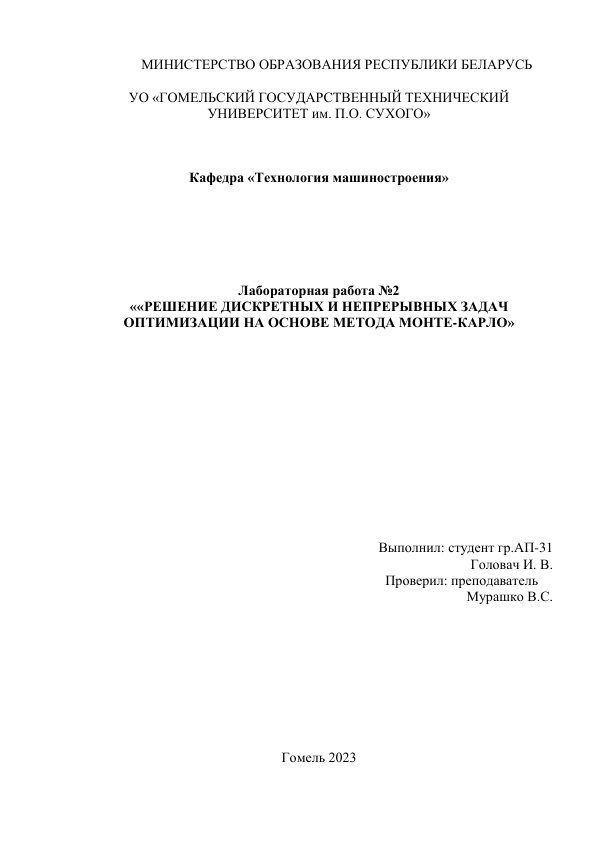 МИНИСТЕРСТВО ОБРАЗОВАНИЯ РЕСПУБЛИКИ БЕЛАРУСЬ
УО «ГОМЕЛЬСКИЙ ГОСУДАРСТВЕННЫЙ ТЕХНИЧЕСКИЙ
УНИВЕРСИТЕТ им. П.О. СУХОГО»
Кафедра «Технология машиностроения»
Лабораторная работа №2
««РЕШЕНИЕ ДИСКРЕТНЫХ И НЕПРЕРЫВНЫХ ЗАДАЧ
ОПТИМИЗАЦИИ НА ОСНОВЕ МЕТОДА МОНТЕ-КАРЛО»
Выполнил: студент гр.АП-31
Головач И. В.
Проверил: преподаватель
Мурашко В.С.
Гомель 2023